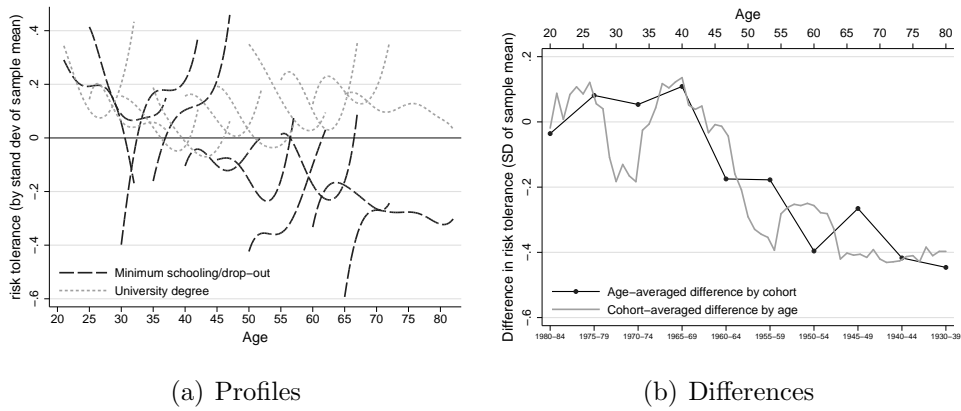 risk tolerance (by stand dev of sample mean)
.4
.2
0
-.2
-.4
-.6
Minimum schooling/drop-out
University degree
20 25 30 35 40 45 50 55 60 65 70 75 80
Age
(a) Profiles
Age
20 25 30 35 40 45 50 55 60 65 70 75 80
Difference in risk tolerance (SD of sample mean)
.2
0
-.2
-.4
-.6
Age-averaged difference by cohort
Cohort-averaged difference by age
1980-84 1975-79 1970-74 1965-69 1960-64 1955-59 1950-54 1945-49 1940-44 1930-39
(b) Differences